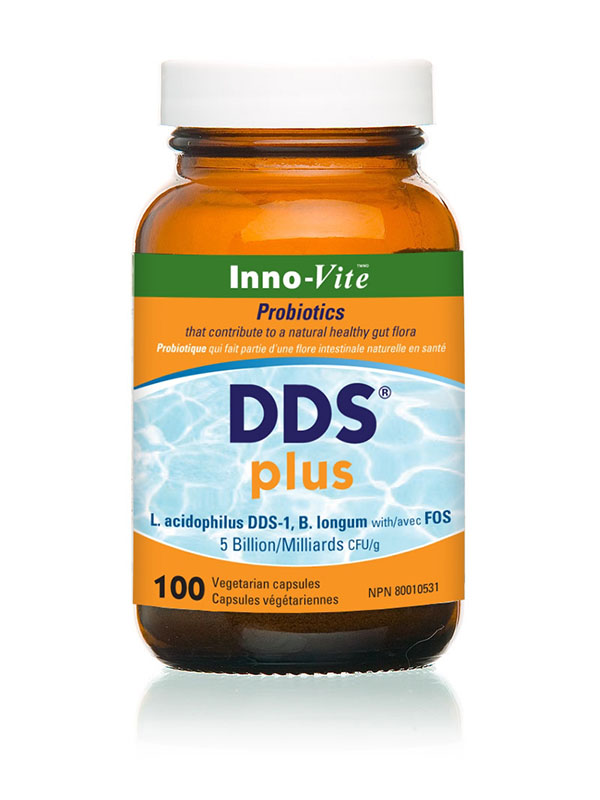 Inno-Vite
Probiotics
that contribute to a natural healthy gut flora
Probiotique qui fait partie d'une flore intestinale naturelle en santé
DDS®
plus
L. acidophilus DDS-1, B. longum with/avec FOS
5 Billion/Milliards CFU/g
100 Vegetarian capsules
Capsules végétariennes
NPN 80010531